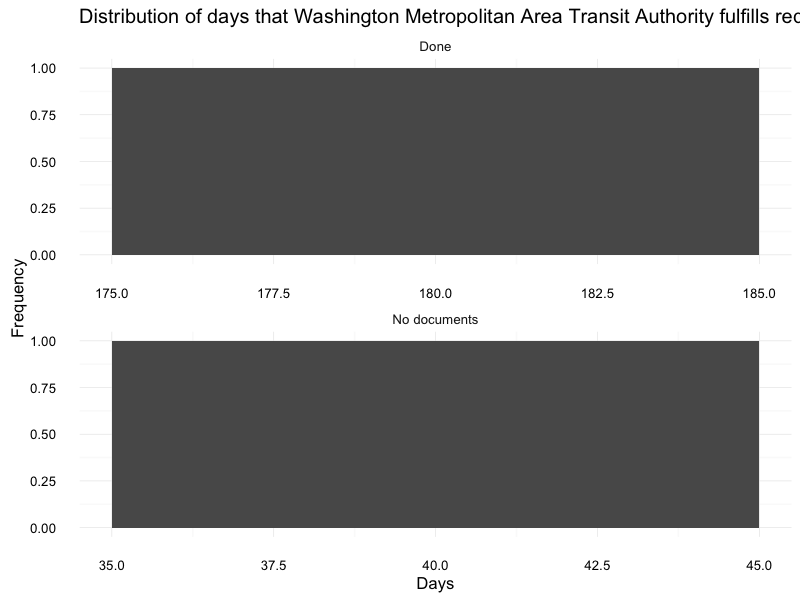 Distribution of days that Washington Metropolitan Area Transit Authority fulfills
Done
1.00
0.75
0.50
0.25
0.00
175.0 177.5 180.0 182.5 185.0
Frequency
No documents
1.00
0.75
0.50
0.25
0.00
35.0 37.5 40.0 42.5 45.0
Days